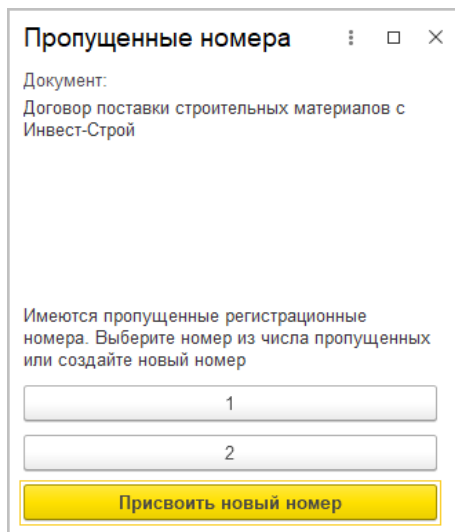 Пропущенные номера
Документ:
Договор поставки строительных материалов с
Инвест-Строй
Имеются пропущенные регистрационные
номера. Выберите номер из числа пропущенных
или создайте новый номер
1
2
Присвоить новый номер